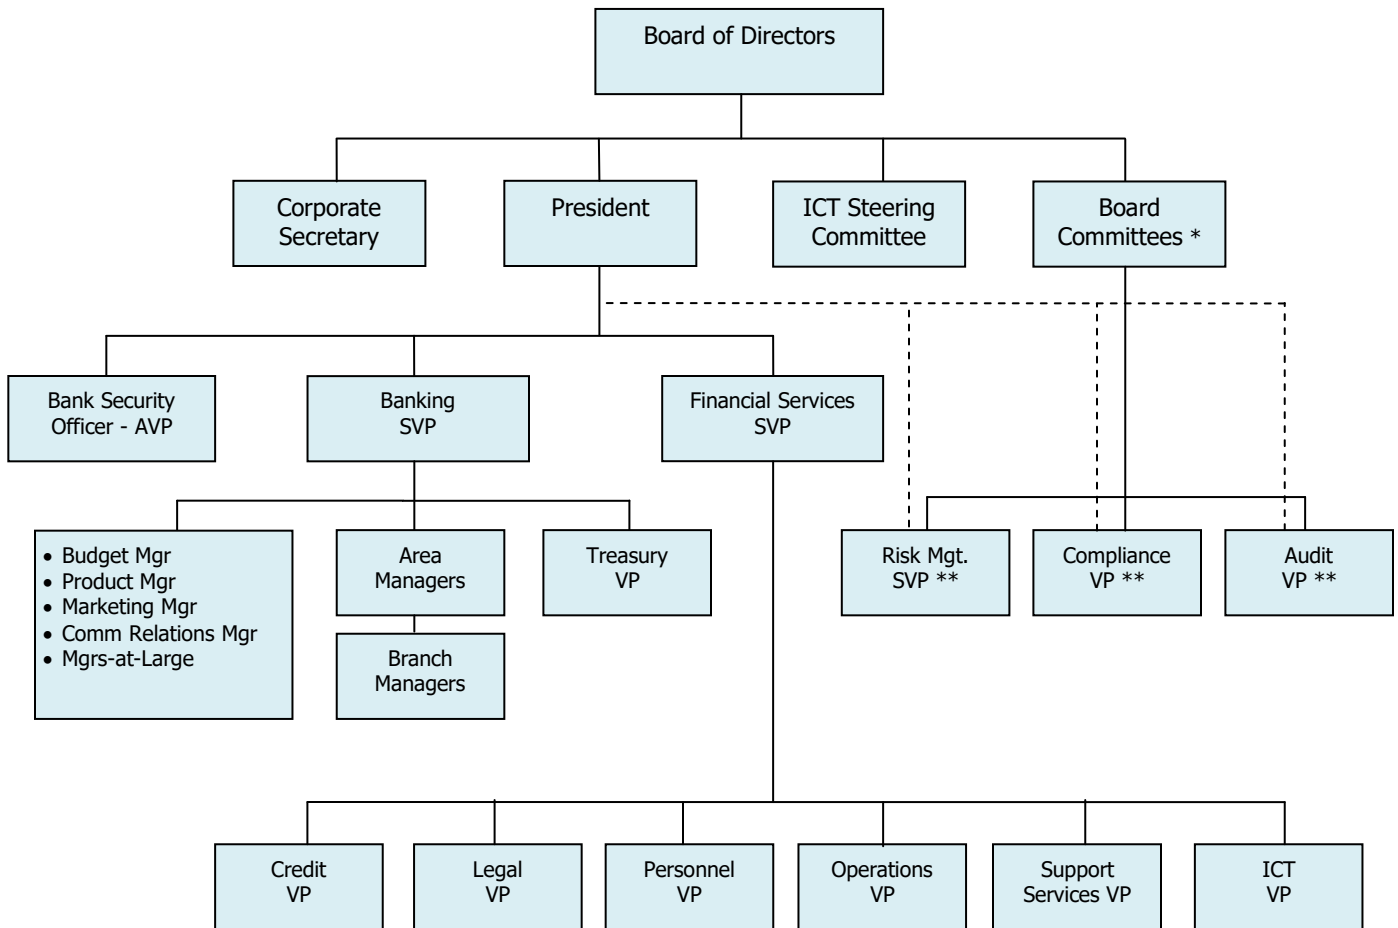 Board of Directors
Corporate
Secretary
President
ICT Steering
Committee
Board
Committees *
Bank Security
Officer - AVP
Banking
SVP
Financial Services
SVP
• Budget Mgr
• Product Mgr
• Marketing Mgr
• Comm Relations Mgr
• Mgrs-at-Large
Area
Managers
Treasury
VP
Risk Mgt.
SVP **
Compliance
VP **
Audit
VP **
Branch
Managers
Credit
VP
Legal
VP
Personnel
VP
Operations
VP
Support
Services VP
ICT
VP